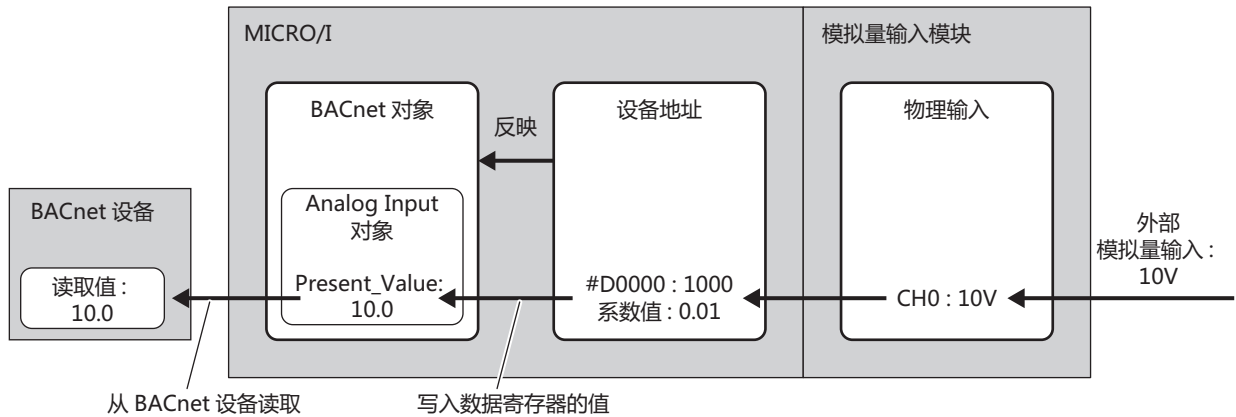 MICRO/I
模拟量输入模块
BACnet 对象
设备地址
物理输入
反映
BACnet 设备
Analog Input
对象
外部
模拟量输入 :
10V
读取值 :
10.0
Present_Value:
10.0
#D0000 : 1000
系数值 : 0.01
CH0 : 10V
从 BACnet 设备读取
写入数据寄存器的值